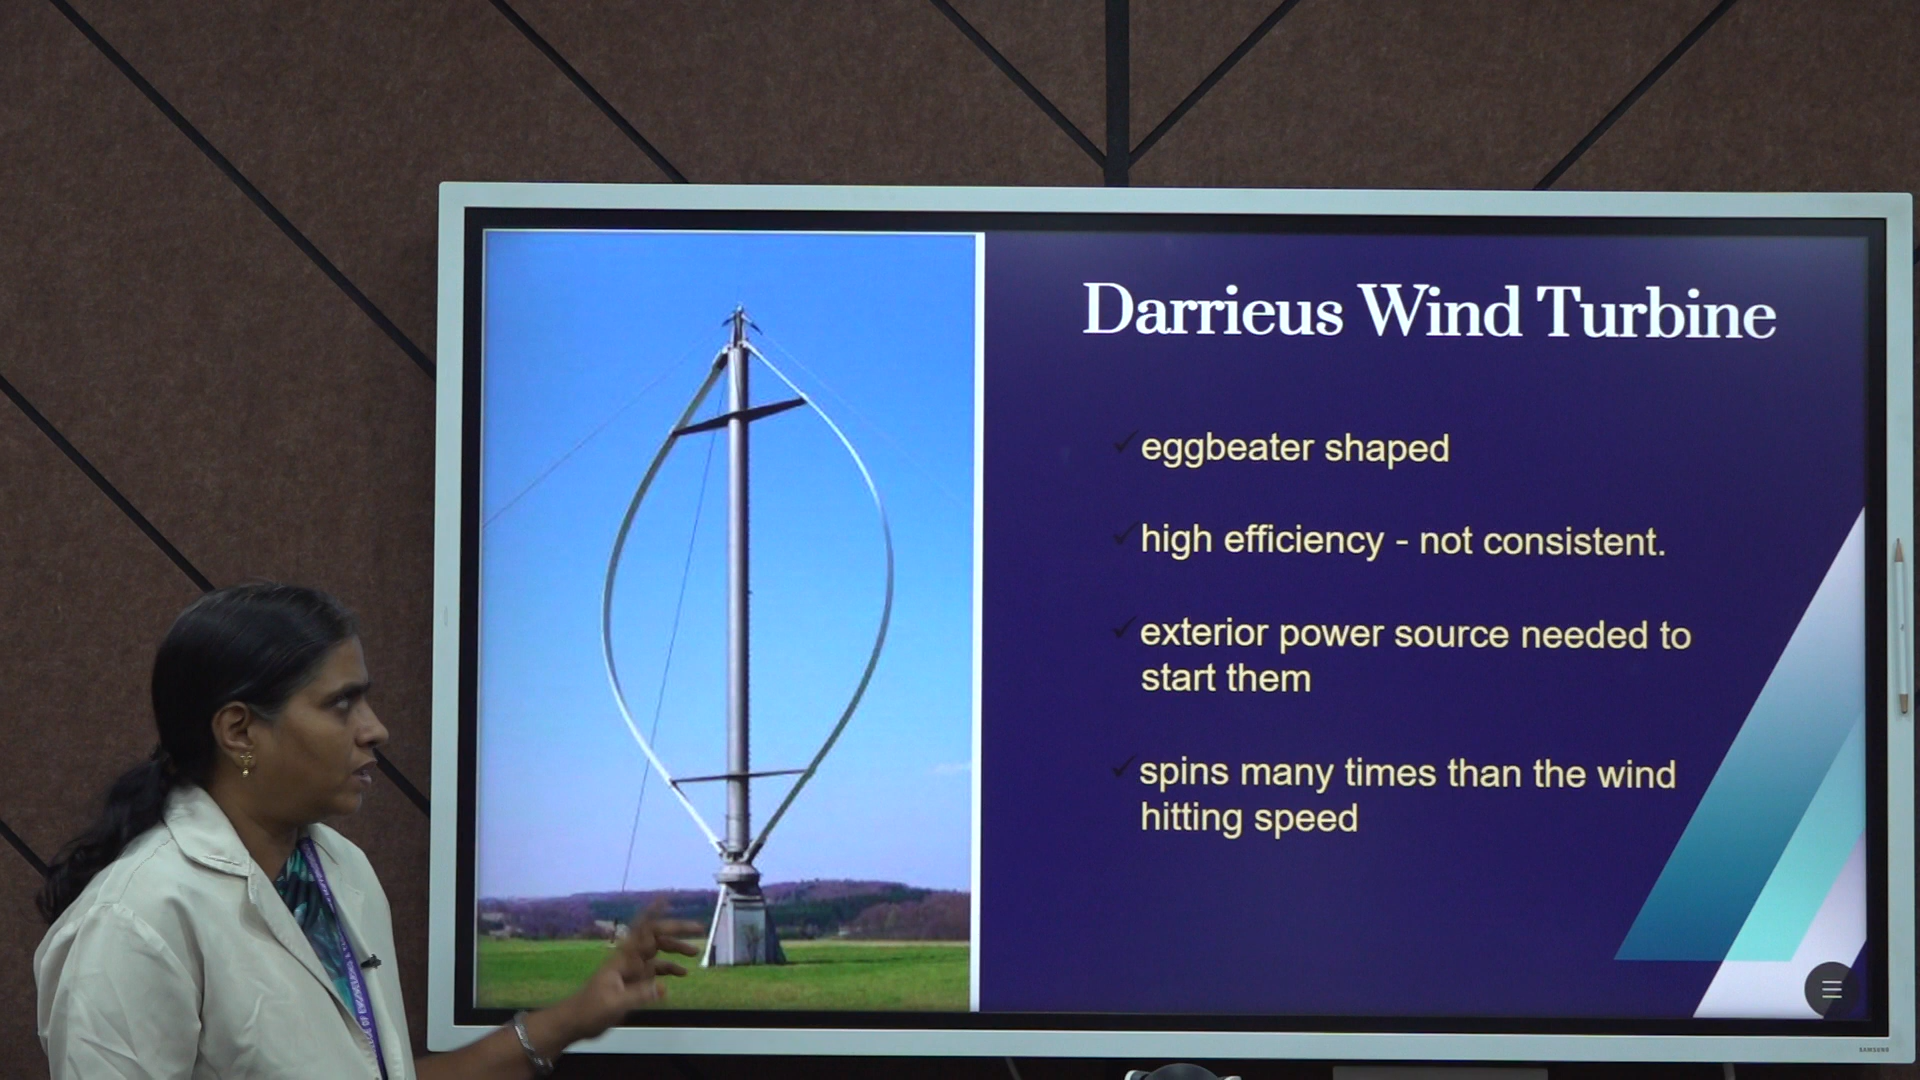 Darrieus Wind Turbine
eggbeater shaped
high efficiency - not consistent.
exterior power source needed to
start them
spins many times than the wind
hitting speed
SAMSUNG